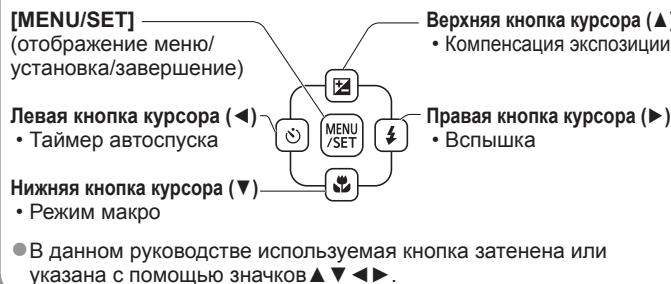 [MENU/SET]
(отображение меню/
установка/завершение)
Верхняя кнопка курсора (▲)
• Компенсация экспозиции
Левая кнопка курсора (◄)
• Таймер автоспуска
MENU
/SET
Правая кнопка курсора (►)
• Вспышка
Нижняя кнопка курсора (▼)
• Режим макро
●В данном руководстве используемая кнопка затенена или
указана с помощью значков▲▼◄►.